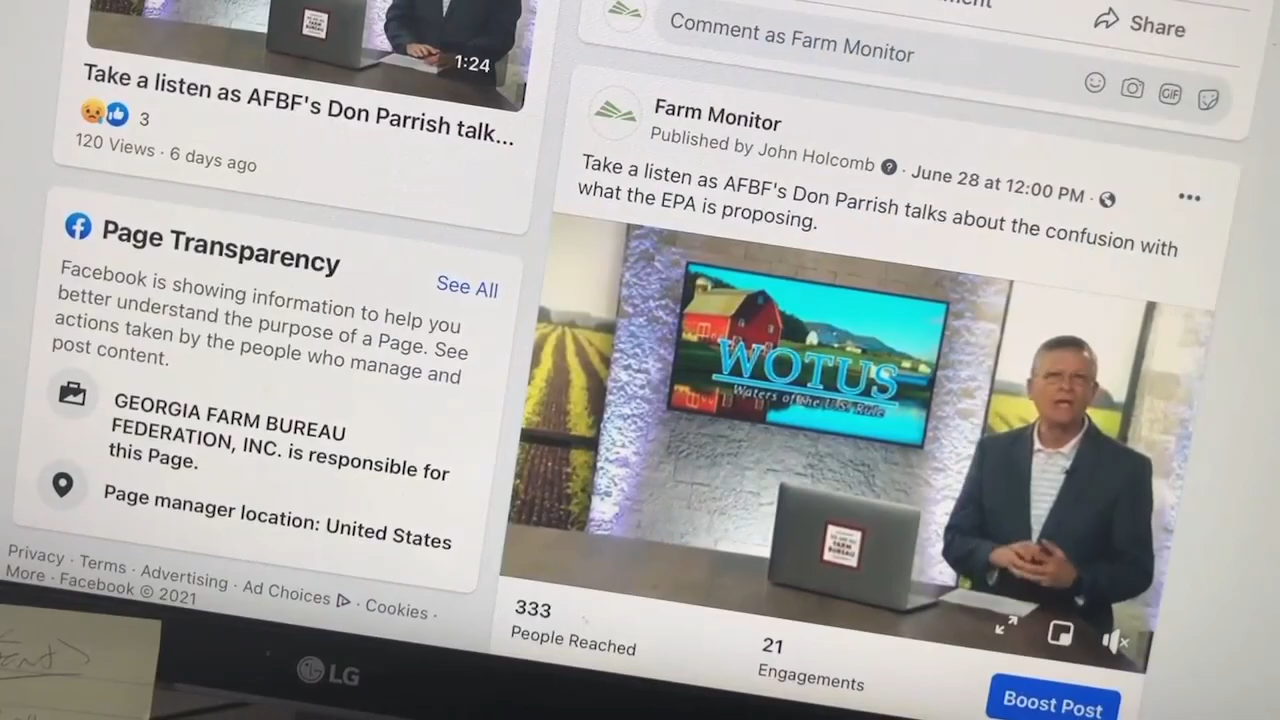 1:24
Take a listen as AFBF's Don Parrish talk...
3
120 Views · 6 days ago
Page Transparency
See All
Facebook is showing information to help you
better understand the purpose of a Page. See
actions taken by the people who manage and
post content.
GEORGIA FARM BUREAU
FEDERATION, INC. is responsible for
this Page.
Page manager location: United States
Privacy · Terms · Advertising · Ad Choices · Cookies ·
More · Facebook © 2021
LG
Share
Comment as Farm Monitor
GIF
Farm Monitor
Published by John Holcomb · June 28 at 12:00 PM ·
Take a listen as AFBF's Don Parrish talks about the confusion with
what the EPA is proposing.
WOTUS
Waters of the U.S. Rule
FARM
BUREAU
333
People Reached
21
Engagements
Boost Post